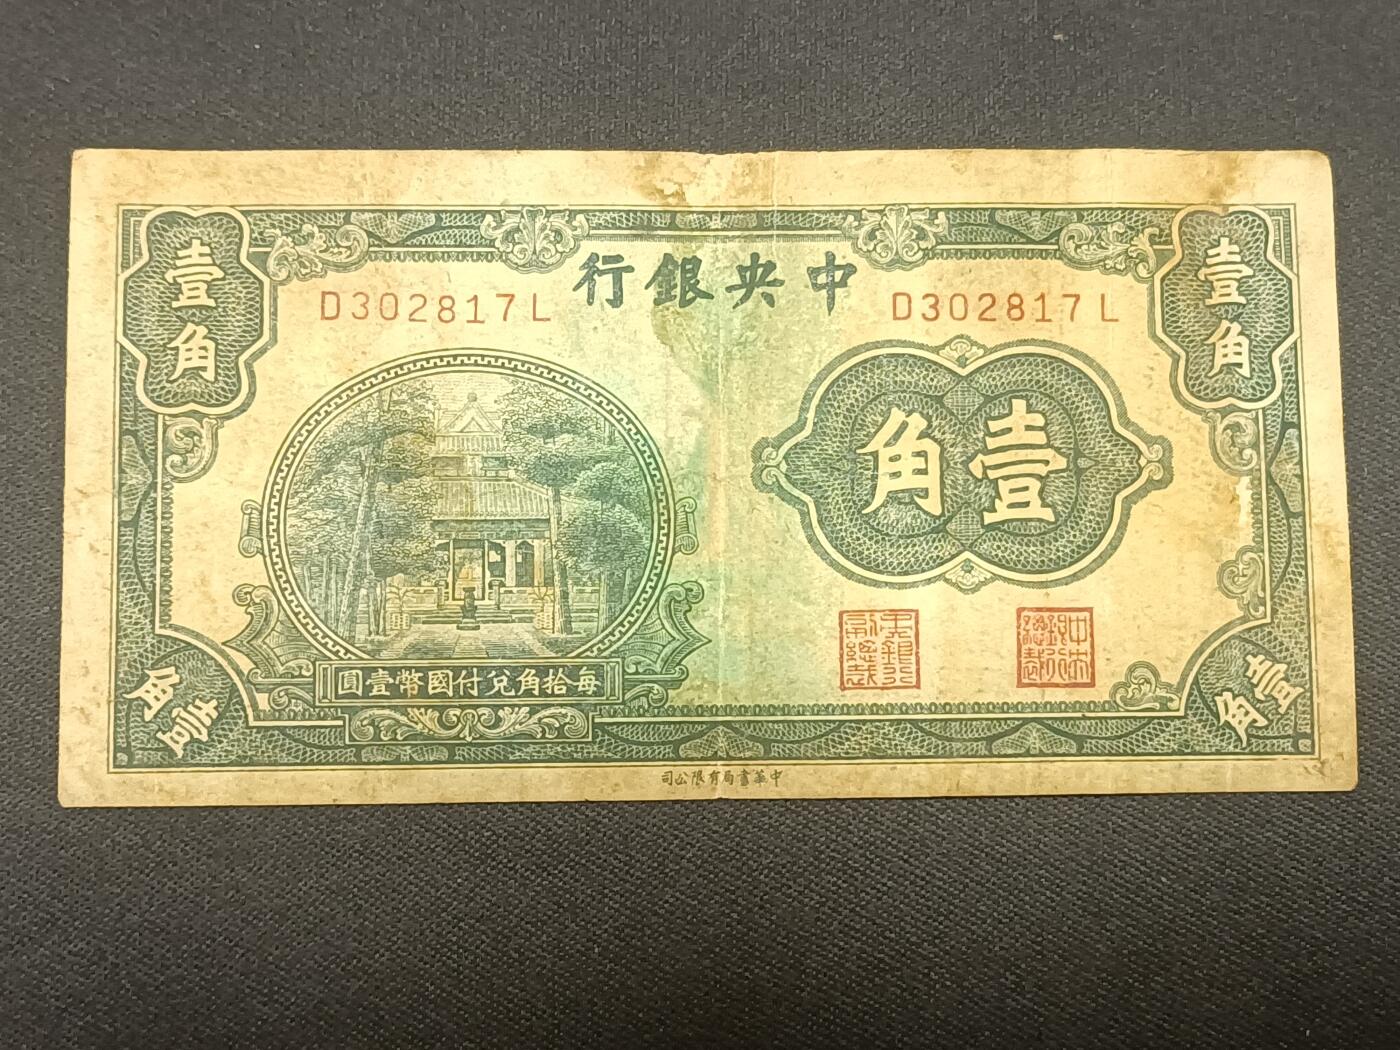 中央銀行
壹角
壹角
D302817L
D302817L
壹角
每拾角兌付國幣壹圓
壹角
壹角
中華書局有限公司